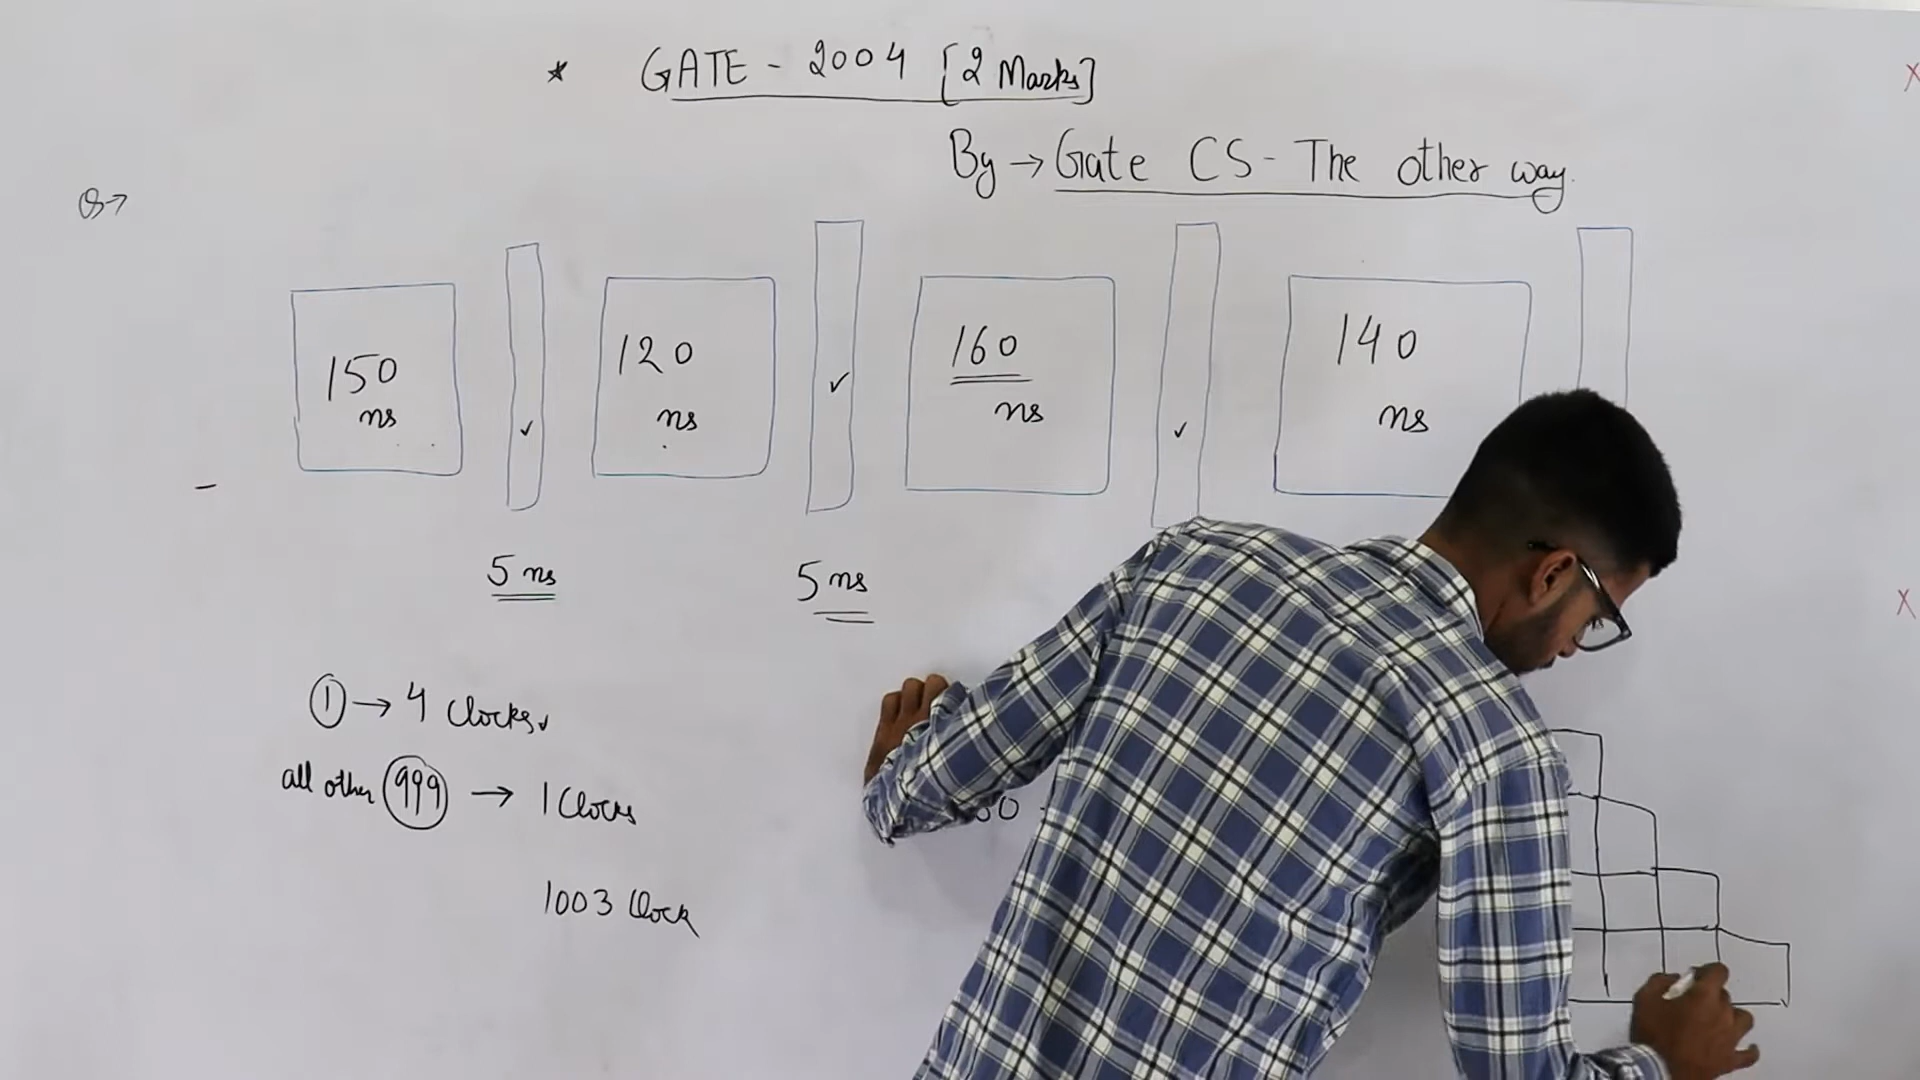 * GATE - 2004 [2 Marks]
By → Gate CS - The other way.
Q→
150 ns
120 ns
160 ns
140 ns
5 ns
5 ns
① → 4 Clocks ✓
all other 999 → 1 Clocks
1003 Clock